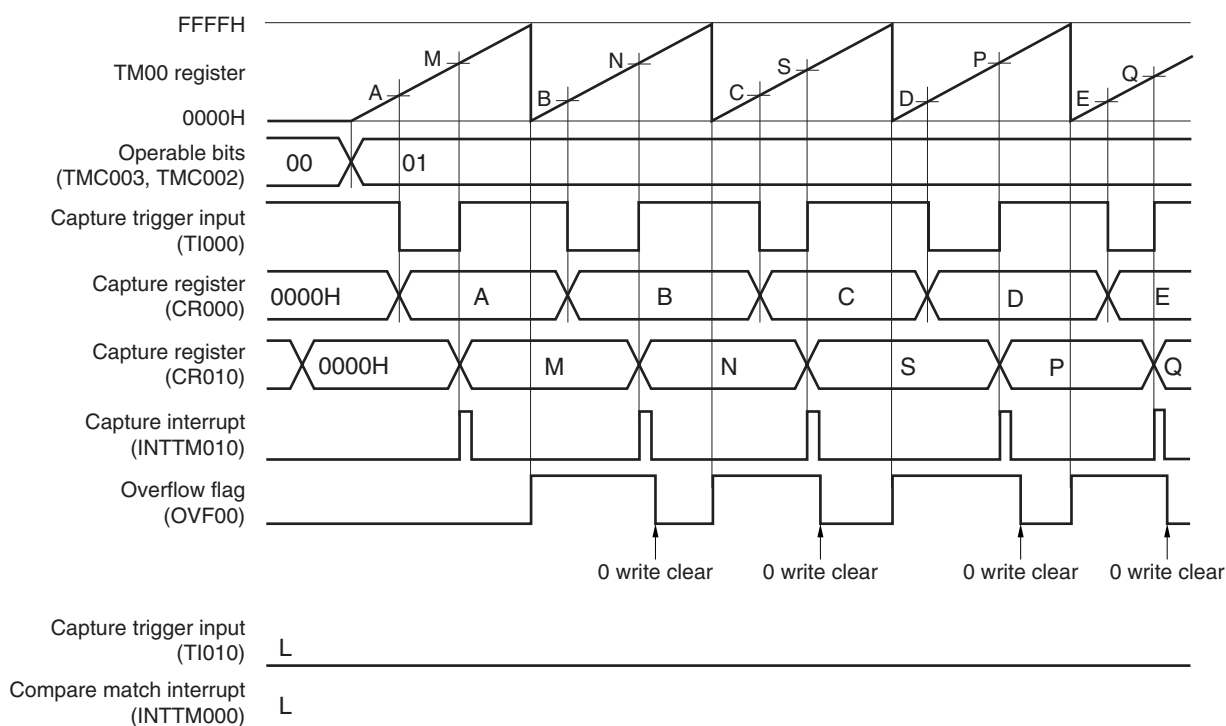 FFFFH
TM00 register
0000H
A M B N C S D P E Q
Operable bits
(TMC003, TMC002)
00 01
Capture trigger input
(TI000)
Capture register
(CR000)
0000H A B C D E
Capture register
(CR010)
0000H M N S P Q
Capture interrupt
(INTTM010)
Overflow flag
(OVF00)
0 write clear 0 write clear 0 write clear 0 write clear
Capture trigger input
(TI010)
L
Compare match interrupt
(INTTM000)
L